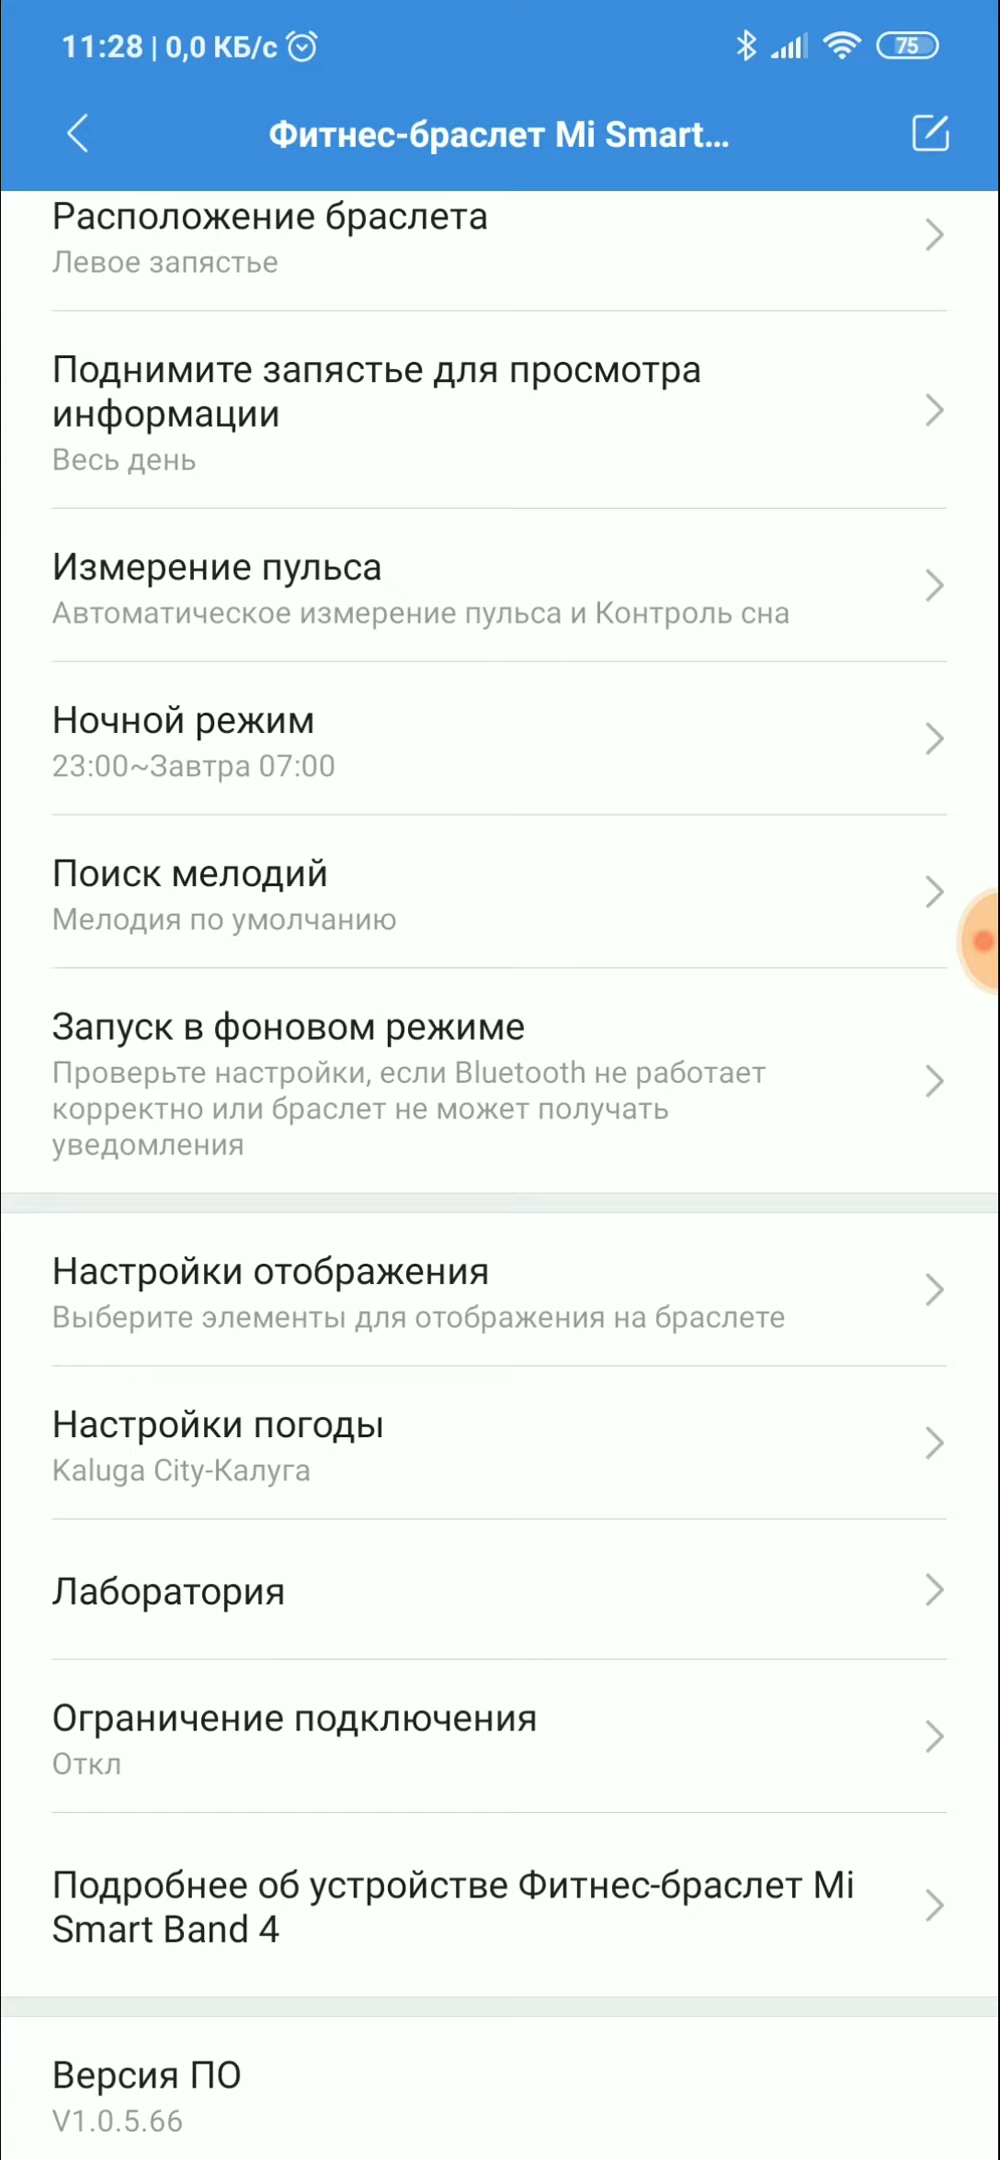 11:28 | 0,0 КБ/с
75
Фитнес-браслет Mi Smart...
Расположение браслета
Левое запястье
Поднимите запястье для просмотра
информации
Весь день
Измерение пульса
Автоматическое измерение пульса и Контроль сна
Ночной режим
23:00~Завтра 07:00
Поиск мелодий
Мелодия по умолчанию
Запуск в фоновом режиме
Проверьте настройки, если Bluetooth не работает
корректно или браслет не может получать
уведомления
Настройки отображения
Выберите элементы для отображения на браслете
Настройки погоды
Kaluga City-Калуга
Лаборатория
Ограничение подключения
Откл
Подробнее об устройстве Фитнес-браслет Mi
Smart Band 4
Версия ПО
V1.0.5.66